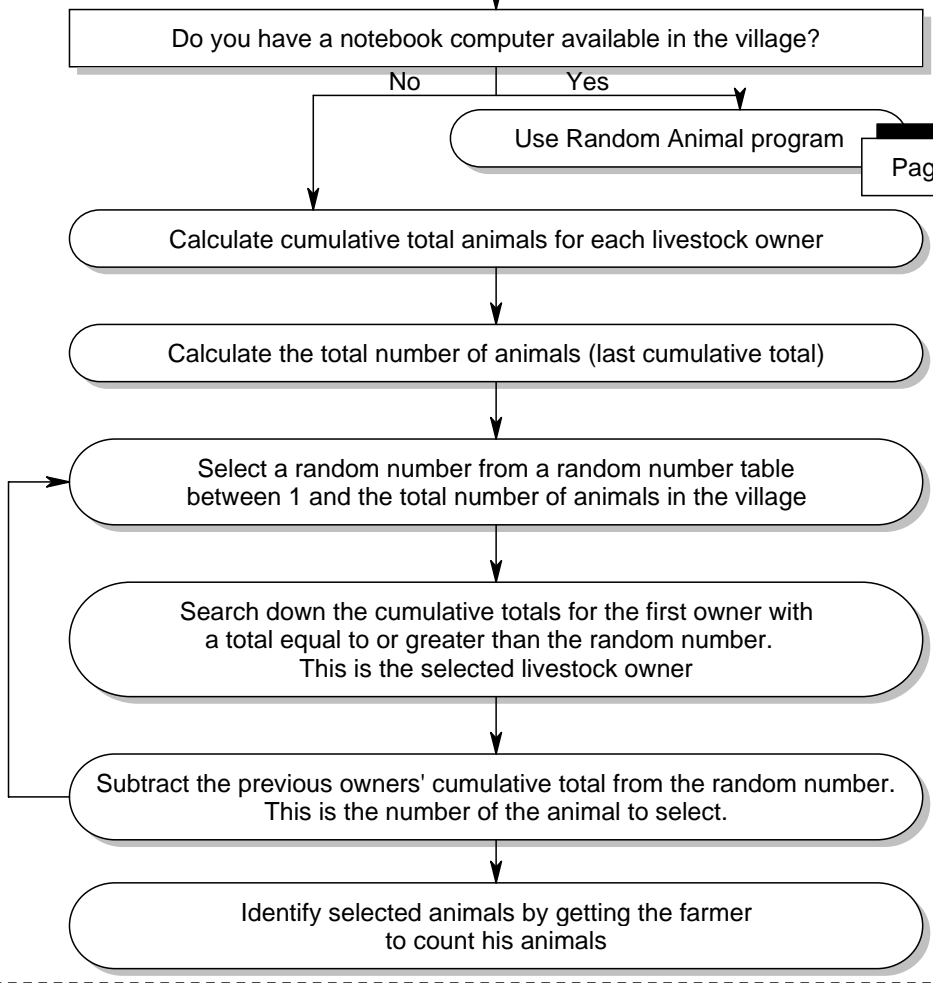 Do you have a notebook computer available in the village?
No
Yes
Use Random Animal program
Pag
Calculate cumulative total animals for each livestock owner
Calculate the total number of animals (last cumulative total)
Select a random number from a random number table
between 1 and the total number of animals in the village
Search down the cumulative totals for the first owner with
a total equal to or greater than the random number.
This is the selected livestock owner
Subtract the previous owners' cumulative total from the random number.
This is the number of the animal to select.
Identify selected animals by getting the farmer
to count his animals